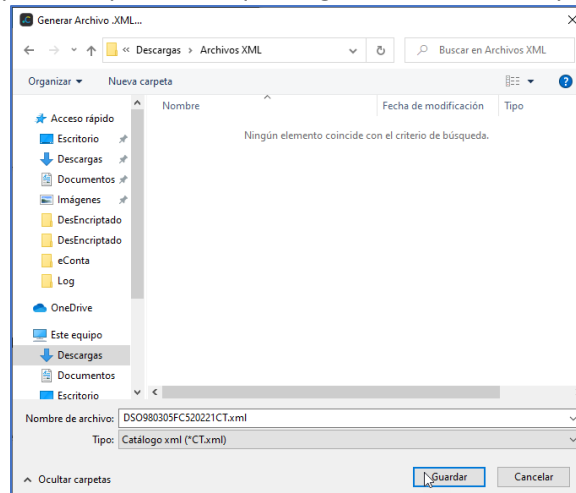 Generar Archivo .XML...
« Descargas › Archivos XML
Buscar en Archivos XML
Organizar
Nueva carpeta
Nombre
Fecha de modificación
Tipo
Ningún elemento coincide con el criterio de búsqueda.
Acceso rápido
Escritorio
Descargas
Documentos
Imágenes
DesEncriptado
DesEncriptado
eConta
Log
OneDrive
Este equipo
Descargas
Documentos
Escritorio
Nombre de archivo: DSO980305FC520221CT.xml
Tipo: Catálogo xml (*CT.xml)
Ocultar carpetas
Guardar
Cancelar